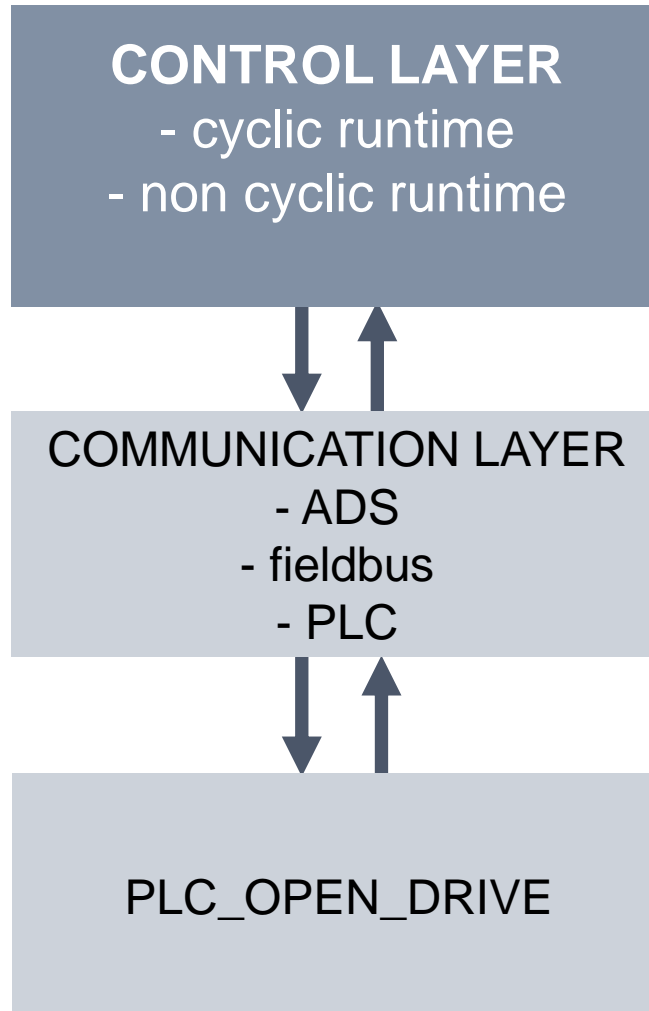 CONTROL LAYER
- cyclic runtime
- non cyclic runtime
COMMUNICATION LAYER
- ADS
- fieldbus
- PLC
PLC_OPEN_DRIVE